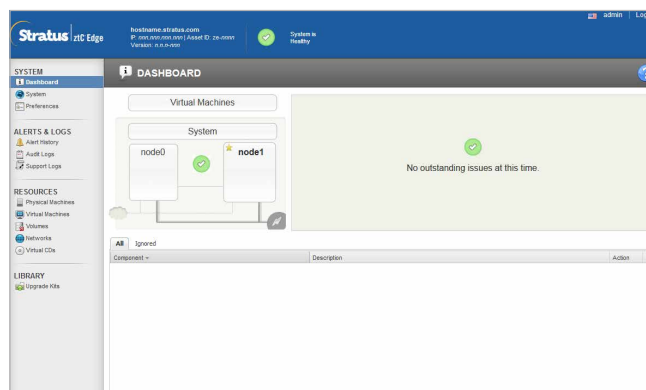 admin | Log
Stratus | ztC Edge
hostname.stratus.com
IP: nnn.nnn.nnn.nnn | Asset ID: ze-nnnn
Version: n.n.n-nnn
System is
Healthy
SYSTEM
Dashboard
System
Preferences
ALERTS & LOGS
Alert History
Audit Logs
Support Logs
RESOURCES
Physical Machines
Virtual Machines
Volumes
Networks
Virtual CDs
LIBRARY
Upgrade Kits
DASHBOARD
Virtual Machines
System
node0
node1
No outstanding issues at this time.
All Ignored
Component Description Action